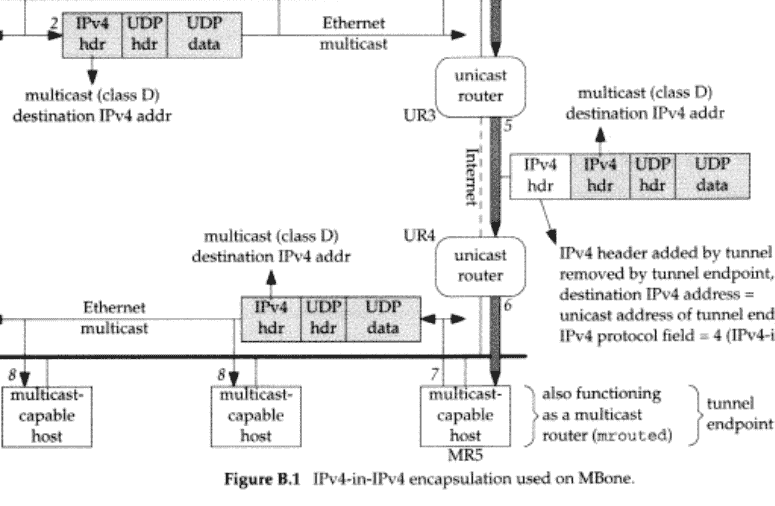 2
IPv4
hdr
UDP
hdr
UDP
data
Ethernet
multicast
multicast (class D)
destination IPv4 addr
unicast
router
UR3
5
multicast (class D)
destination IPv4 addr
Internet
IPv4
hdr
IPv4
hdr
UDP
hdr
UDP
data
multicast (class D)
destination IPv4 addr
UR4
unicast
router
IPv4 header added by tunnel
removed by tunnel endpoint,
destination IPv4 address =
unicast address of tunnel end
IPv4 protocol field = 4 (IPv4-i
Ethernet
multicast
IPv4
hdr
UDP
hdr
UDP
data
6
8
multicast-
capable
host
8
multicast-
capable
host
7
multicast-
capable
host
MR5
also functioning
as a multicast
router (mrouted)
tunnel
endpoint
Figure B.1 IPv4-in-IPv4 encapsulation used on MBone.